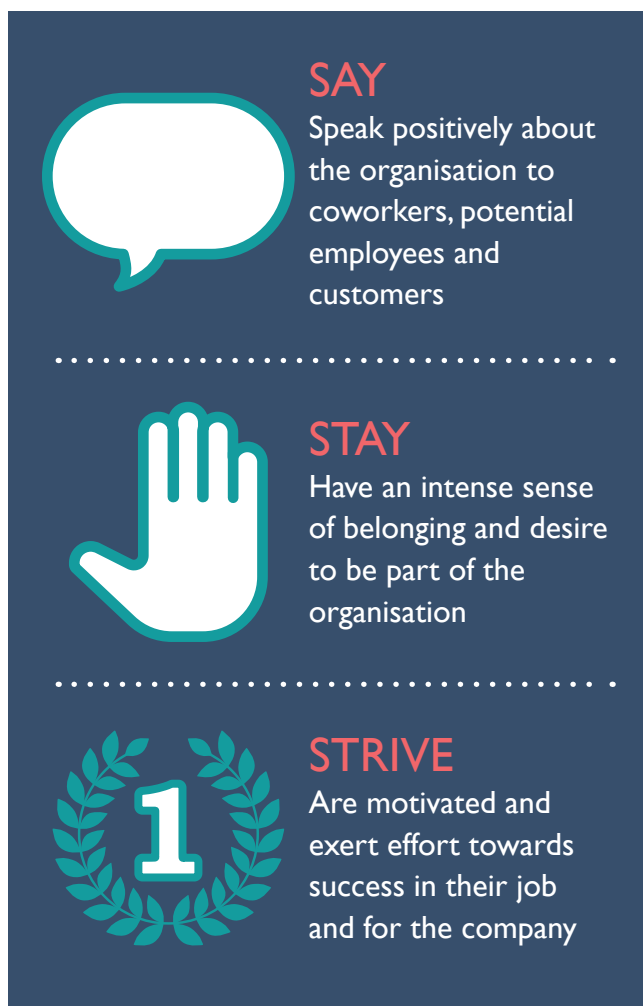 SAY
Speak positively about
the organisation to
coworkers, potential
employees and
customers
STAY
Have an intense sense
of belonging and desire
to be part of the
organisation
1
STRIVE
Are motivated and
exert effort towards
success in their job
and for the company